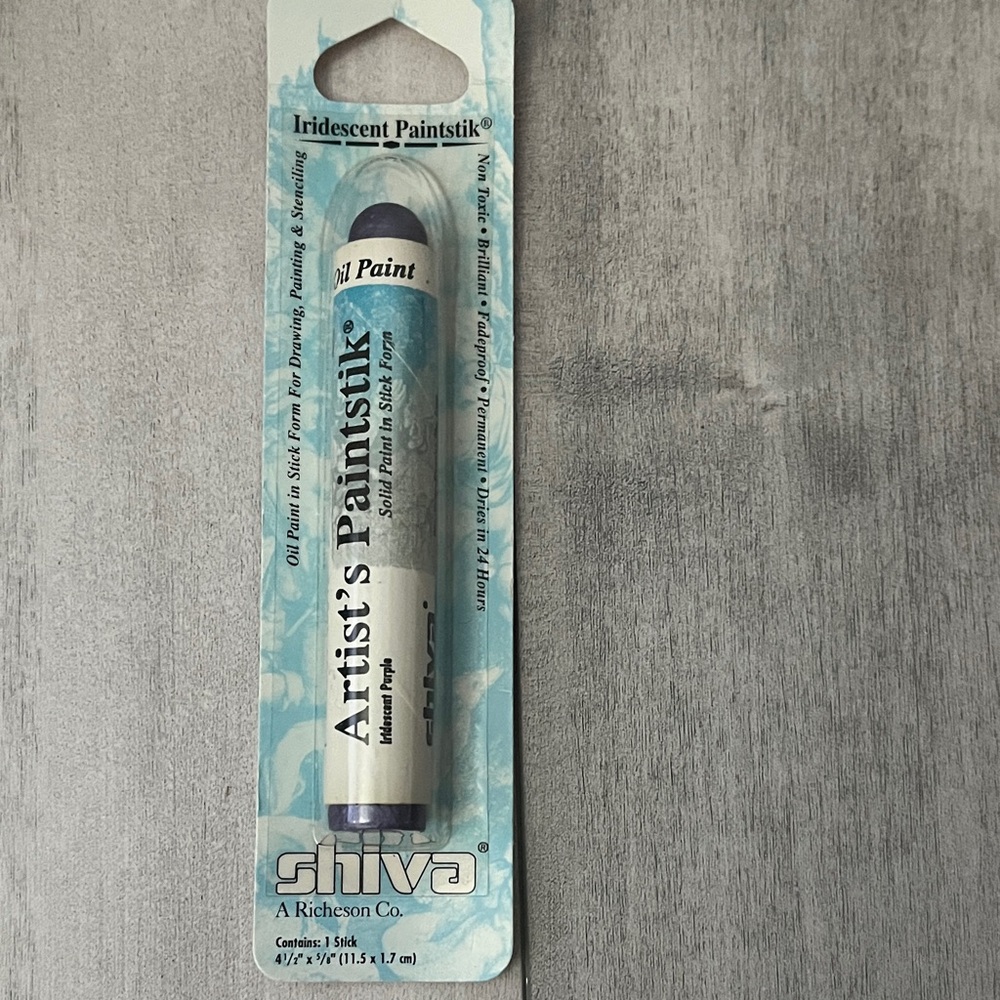 Iridescent Paintstik®
Oil Paint in Stick Form For Drawing, Painting & Stenciling
Non Toxic • Brilliant • Fadeproof • Permanent • Dries in 24 Hours
Oil Paint
Artist's Paintstik®
Solid Paint in Stick Form
Iridescent Purple
shiva
shiva®
A Richeson Co.
Contains: 1 Stick
4 1/2" x 5/8" (11.5 x 1.7 cm)